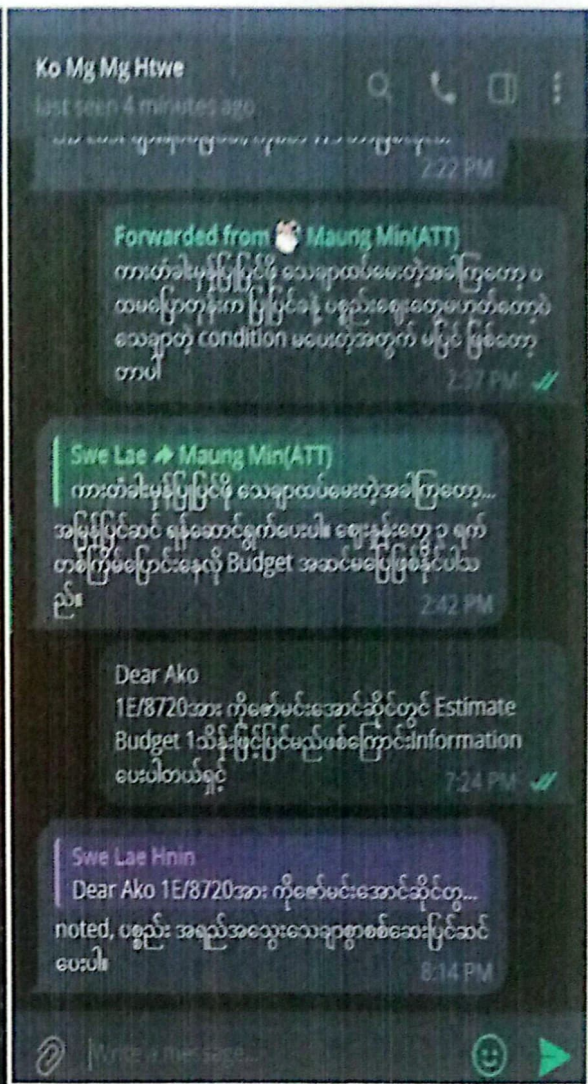 Ko Mg Mg Htwe
last seen 4 minutes ago
2:22 PM
Forwarded from Maung Min(ATT)
ကားတံခါးမှန်ပြုပြင်ဖို့ သေချာထပ်မေးတဲ့အခါကြတော့ ပ
ထမပြောတုန်းက ပြုပြင်ခနဲ့ ပစ္စည်းဈေးတွေမဟုတ်တော့ပဲ
သေချာတဲ့ condition မပေးတဲ့အတွက် မပြင် ဖြစ်တော့
တာပါ
2:37 PM
Swe Lae Maung Min(ATT)
ကားတံခါးမှန်ပြုပြင်ဖို့ သေချာထပ်မေးတဲ့အခါကြတော့...
အမြန်ပြင်ဆင် ရန်ဆောင်ရွက်ပေးပါ။ ဈေးနှုန်းတွေ ၁ ရက်
တစ်ကြိမ်ပြောင်းနေလို့ Budget အဆင်မပြေဖြစ်နိုင်ပါသ
ည်။
2:42 PM
Dear Ako
1E/8720အား ကိုဇော်မင်းအောင်ဆိုင်တွင် Estimate
Budget 1သိန်းဖြင့်ပြင်မည်ဖစ်ကြောင်းInformation
ပေးပါတယ်ရှင့်
7:24 PM
Swe Lae Hnin
Dear Ako 1E/8720အား ကိုဇော်မင်းအောင်ဆိုင်တွ...
noted, ပစ္စည်း အရည်အသွေးသေချာစွာစစ်ဆေးပြင်ဆင်
ပေးပါ။
8:14 PM
Write a message...